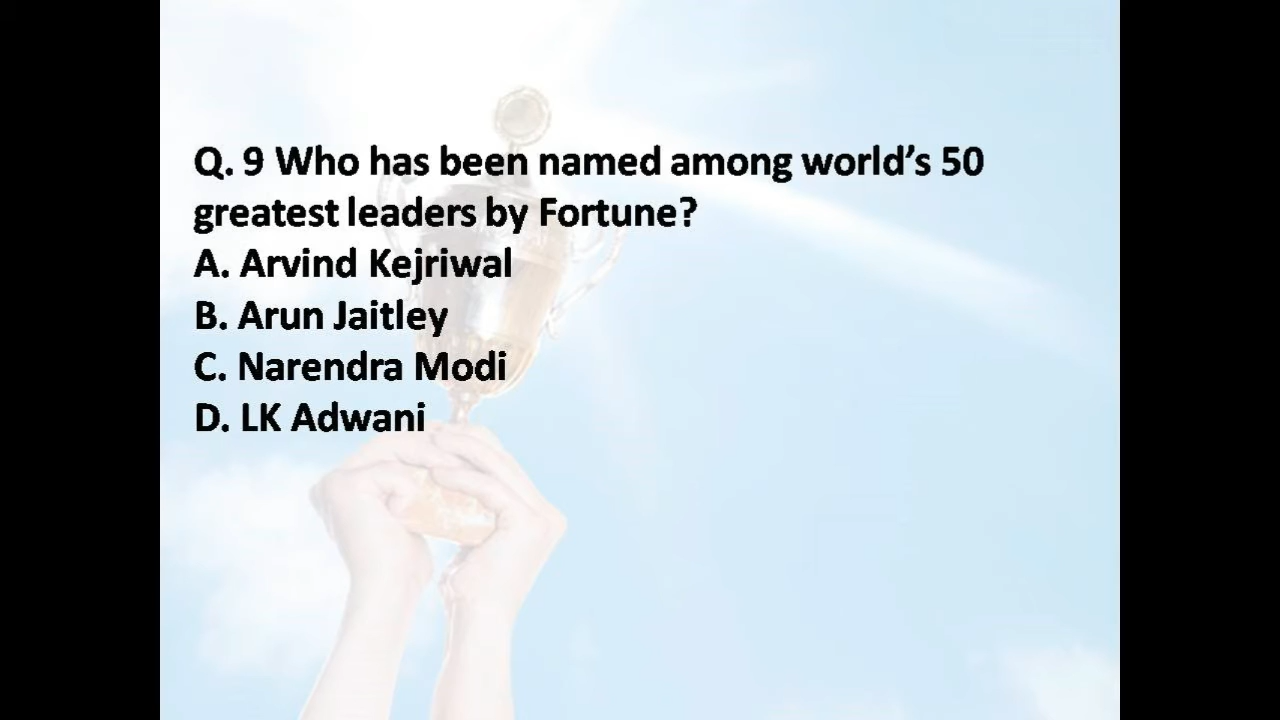 Q. 9 Who has been named among world’s 50
greatest leaders by Fortune?
A. Arvind Kejriwal
B. Arun Jaitley
C. Narendra Modi
D. LK Adwani